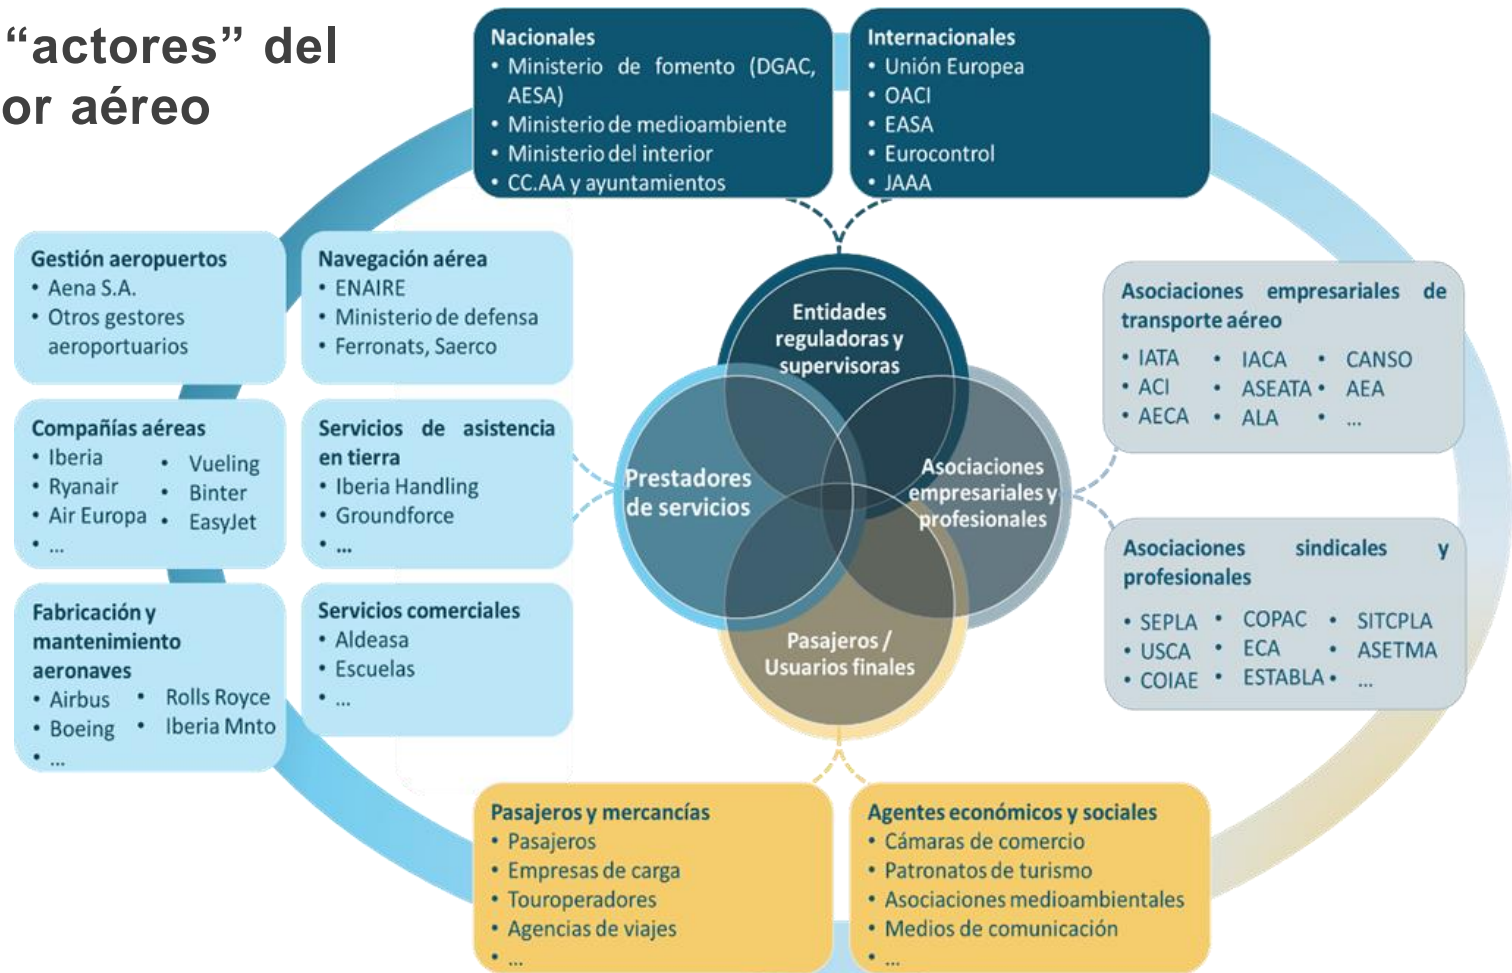 “actores” del
or aéreo
Nacionales
• Ministerio de fomento (DGAC,
AESA)
• Ministerio de medioambiente
• Ministerio del interior
• CC.AA y ayuntamientos
Internacionales
• Unión Europea
• OACI
• EASA
• Eurocontrol
• JAAA
Gestión aeropuertos
• Aena S.A.
• Otros gestores
aeroportuarios
Navegación aérea
• ENAIRE
• Ministerio de defensa
• Ferronats, Saerco
Compañías aéreas
• Iberia • Vueling
• Ryanair • Binter
• Air Europa • EasyJet
• ...
Servicios de asistencia
en tierra
• Iberia Handling
• Groundforce
• ...
Fabricación y
mantenimiento
aeronaves
• Airbus • Rolls Royce
• Boeing • Iberia Mnto
• ...
Servicios comerciales
• Aldeasa
• Escuelas
• ...
Entidades
reguladoras y
supervisoras
Prestadores
de servicios
Asociaciones
empresariales y
profesionales
Pasajeros /
Usuarios finales
Asociaciones empresariales de
transporte aéreo
• IATA • IACA • CANSO
• ACI • ASEATA • AEA
• AECA • ALA • ...
Asociaciones sindicales y
profesionales
• SEPLA • COPAC • SITCPLA
• USCA • ECA • ASETMA
• COIAE • ESTABLA • ...
Pasajeros y mercancías
• Pasajeros
• Empresas de carga
• Touroperadores
• Agencias de viajes
• ...
Agentes económicos y sociales
• Cámaras de comercio
• Patronatos de turismo
• Asociaciones medioambientales
• Medios de comunicación
• ...